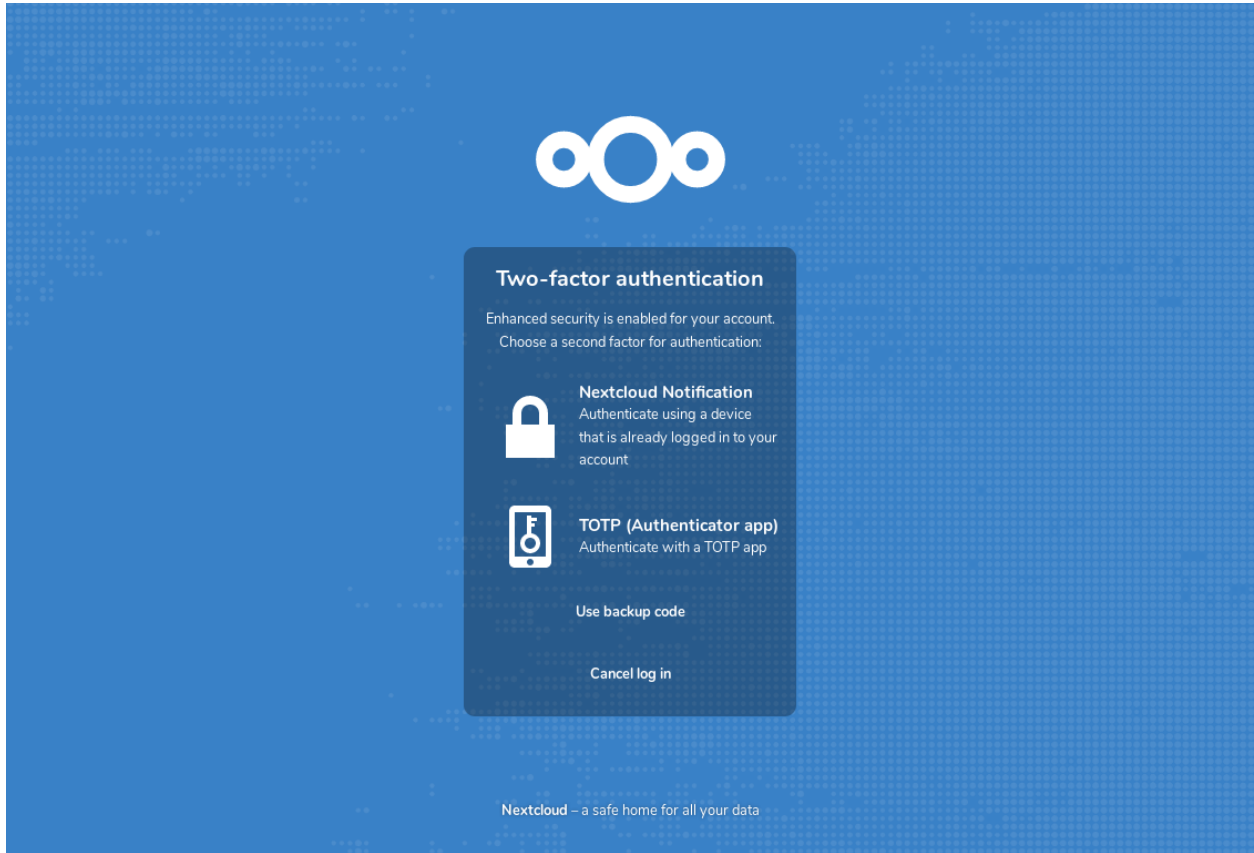 Two-factor authentication
Enhanced security is enabled for your account.
Choose a second factor for authentication:
Nextcloud Notification
Authenticate using a device
that is already logged in to your
account
TOTP (Authenticator app)
Authenticate with a TOTP app
Use backup code
Cancel log in
Nextcloud – a safe home for all your data